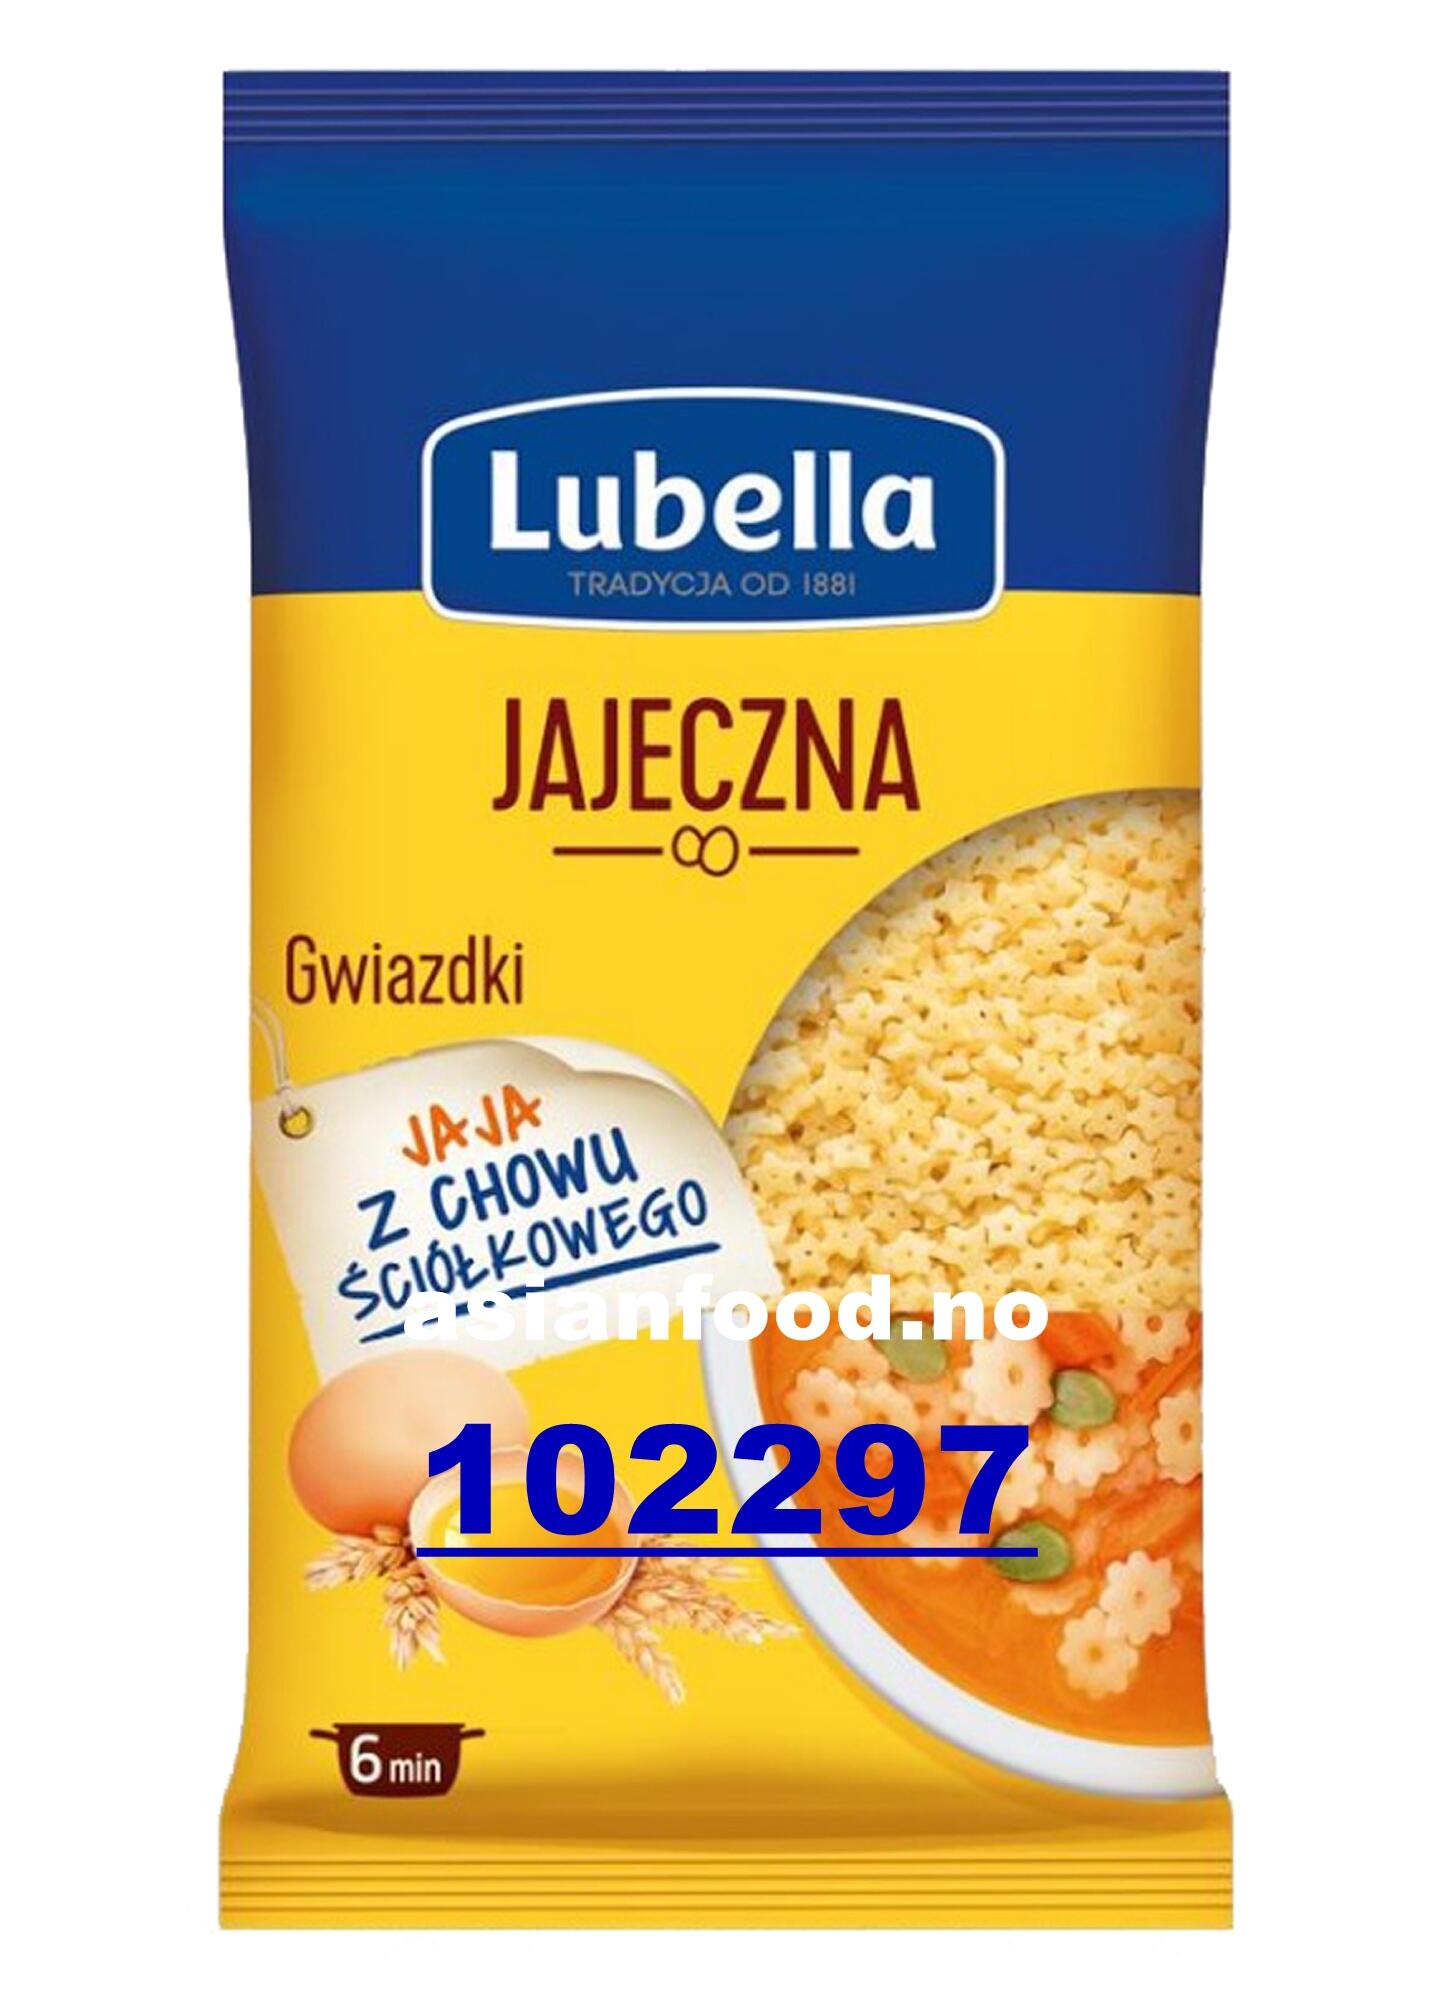 Lubella
TRADYCJA OD 1881
JAJECZNA
Gwiazdki
JAJA
Z CHOWU
ŚCIÓŁKOWEGO
asianfood.no
102297
6 min